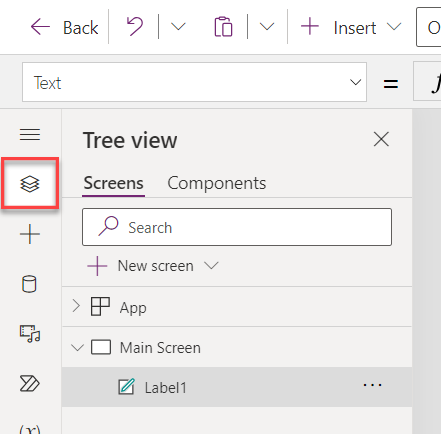 Back Insert
Text =
Tree view
Screens Components
Search
New screen
App
Main Screen
Label1 ...
(x)